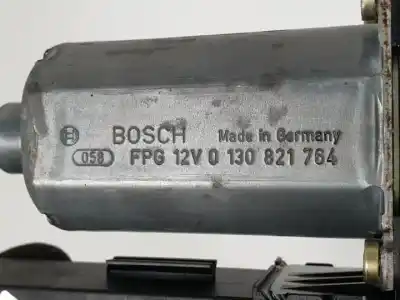 BOSCH Made in Germany
058 FPG 12V 0 130 821 764